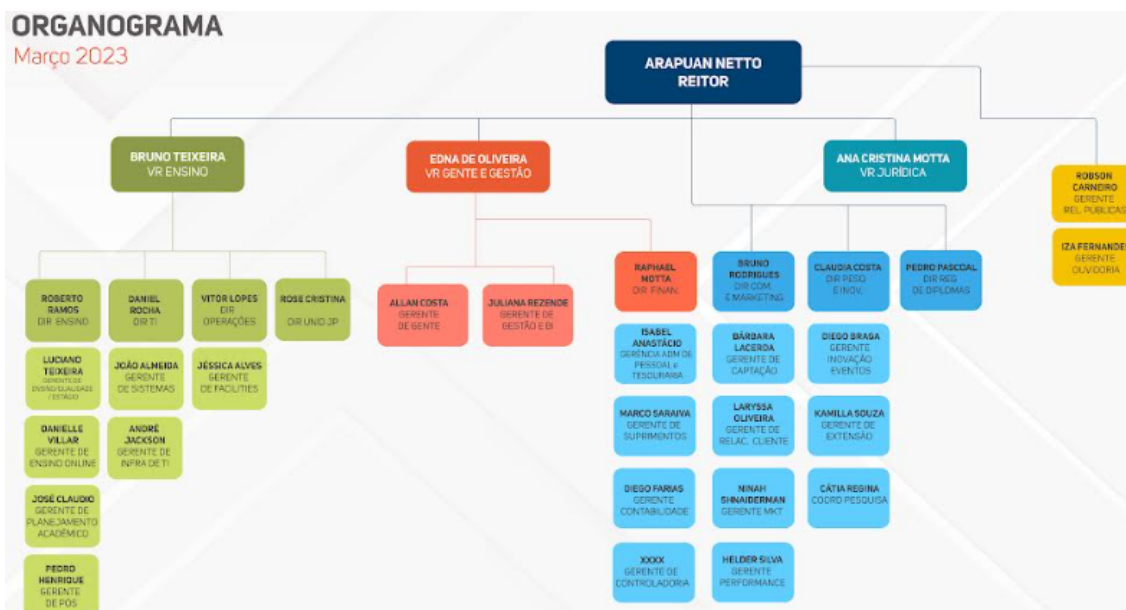 ORGANOGRAMA
Março 2023
ARAPUAN NETTO
REITOR
BRUNO TEIXEIRA
VR ENSINO
EDNA DE OLIVEIRA
VR GENTE E GESTÃO
ANA CRISTINA MOTTA
VR JURÍDICA
ROBSON
CARNEIRO
GERENTE
REL. PÚBLICAS
IZA FERNANDES
GERENTE
OUVIDORIA
ROBERTO
RAMOS
DIR ENSINO
DANIEL
ROCHA
DIR TI
VITOR LOPES
DIR
OPERAÇÕES
ROSE CRISTINA
DIR UNID JP
ALLAN COSTA
GERENTE
DE GENTE
JULIANA REZENDE
GERENTE DE
GESTÃO E BI
RAPHAEL
MOTTA
DIR. FINAN.
BRUNO
RODRIGUES
DIR COM.
E MARKETING
CLAUDIA COSTA
DIR PESQ
E INOV.
PEDRO PASCOAL
DIR REG
DE DIPLOMAS
LUCIANO
TEIXEIRA
GERENTE DE
ENSINO QUALIDADE
/ ESTÁGIO
JOÃO ALMEIDA
GERENTE
DE SISTEMAS
JÉSSICA ALVES
GERENTE
DE FACILITIES
DANIELLE
VILLAR
GERENTE DE
ENSINO ONLINE
ANDRÉ
JACKSON
GERENTE DE
INFRA DE TI
JOSÉ CLAUDIO
GERENTE DE
PLANEJAMENTO
ACADÊMICO
PEDRO
HENRIQUE
GERENTE
DE PÓS
ISABEL
ANASTÁCIO
GERÊNCIA ADM DE
PESSOAL e
TESOURARIA
MARCO SARAIVA
GERENTE DE
SUPRIMENTOS
DIEGO FARIAS
GERENTE
CONTABILIDADE
XXXX
GERENTE DE
CONTROLADORIA
BÁRBARA
LACERDA
GERENTE DE
CAPTAÇÃO
LARYSSA
OLIVEIRA
GERENTE DE
RELAC. CLIENTE
NINAH
SHNAIDERMAN
GERENTE MKT
HELDER SILVA
GERENTE
PERFORMANCE
DIEGO BRAGA
GERENTE
INOVAÇÃO
EVENTOS
KAMILLA SOUZA
GERENTE DE
EXTENSÃO
CÁTIA REGINA
COORD PESQUISA